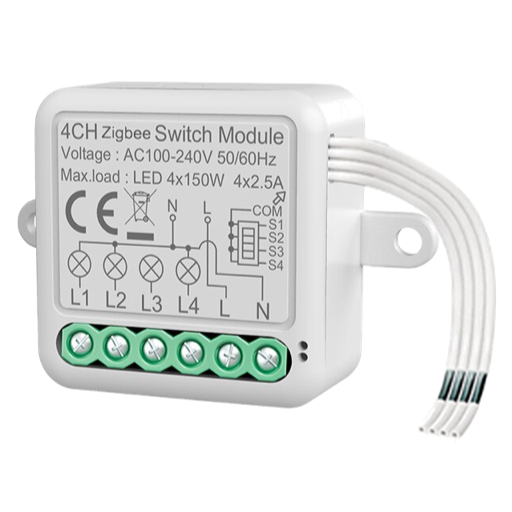 4CH Zigbee Switch Module
Voltage : AC100-240V 50/60Hz
Max.load : LED 4x150W 4x2.5A
CE
N L
COM
S1
S2
S3
S4
L1 L2 L3 L4 L N